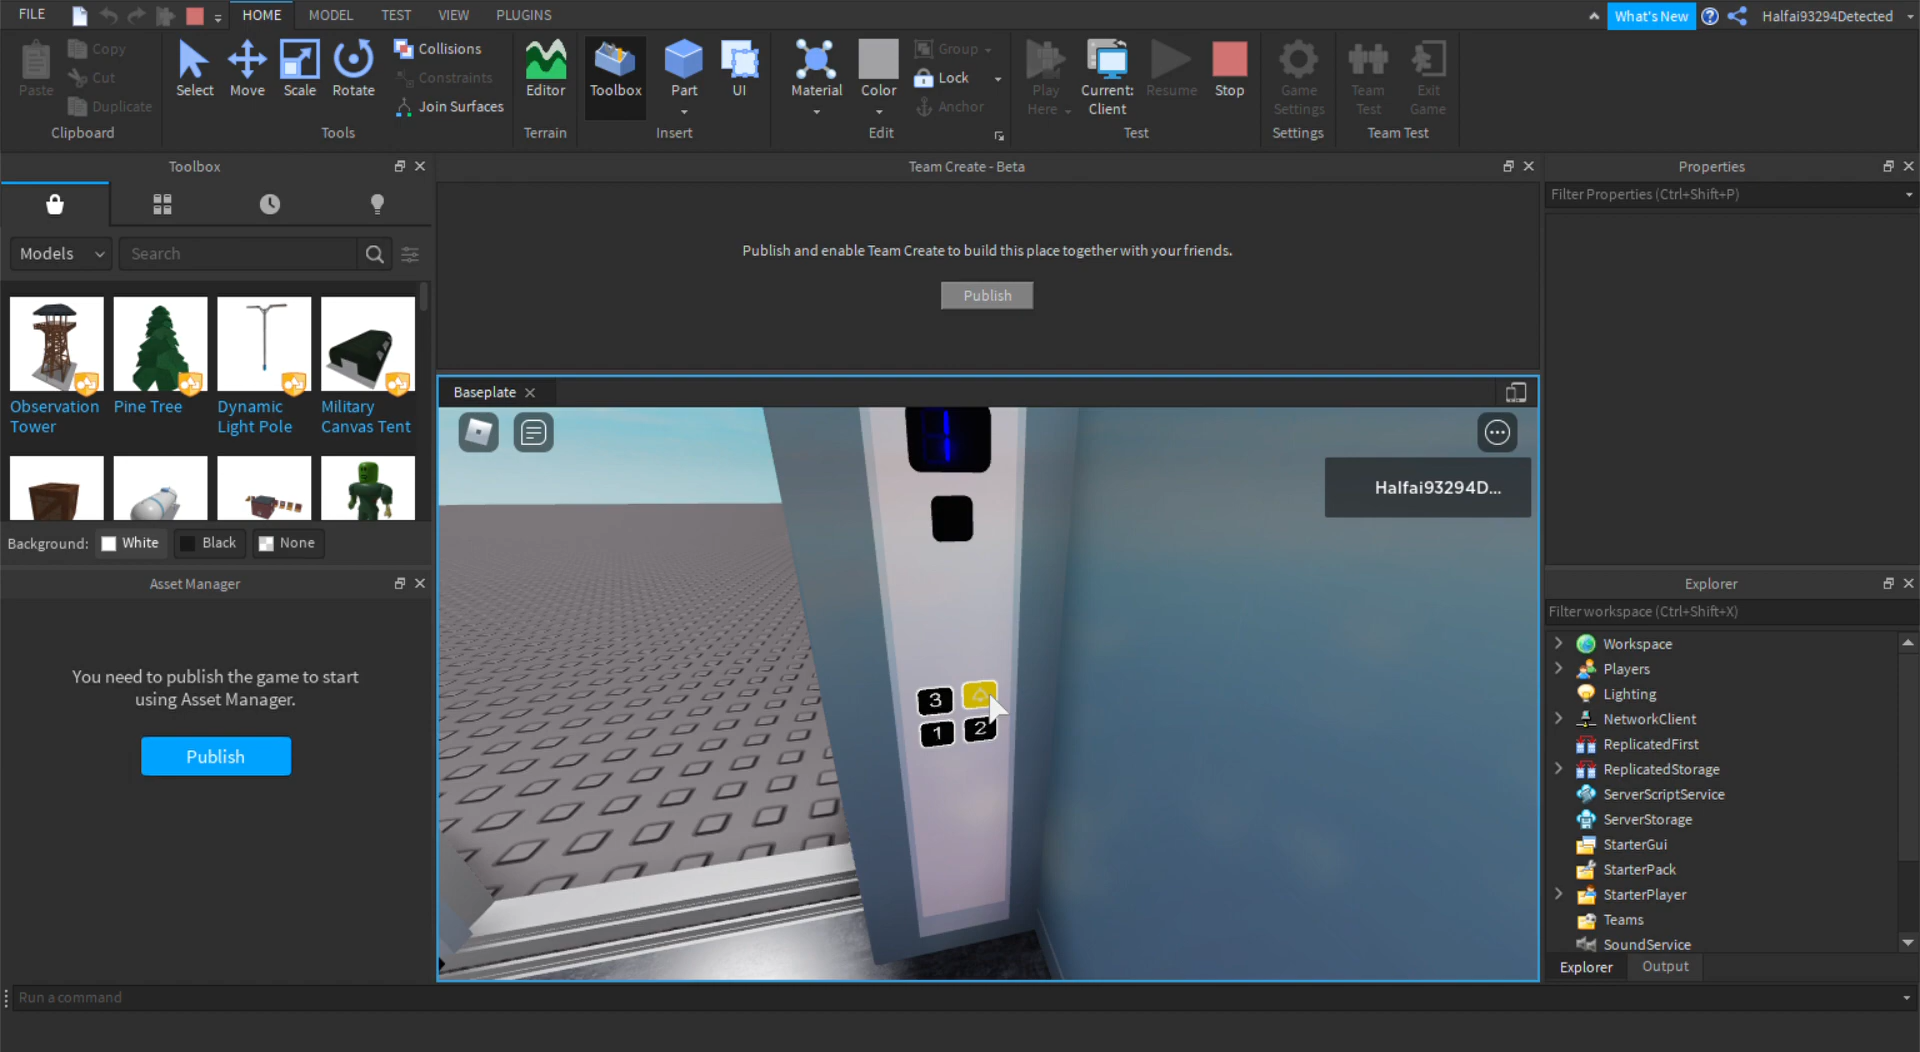 FILE
HOME
MODEL
TEST
VIEW
PLUGINS
What's New
Halfai93294Detected
Paste
Copy
Cut
Duplicate
Clipboard
Select
Move
Scale
Rotate
Collisions
Constraints
Join Surfaces
Tools
Editor
Terrain
Toolbox
Part
UI
Insert
Material
Color
Group
Lock
Anchor
Edit
Play
Here
Current:
Client
Resume
Stop
Test
Game
Settings
Settings
Team
Test
Exit
Game
Team Test
Toolbox
Models
Search
Observation
Tower
Pine Tree
Dynamic
Light Pole
Military
Canvas Tent
Background:
White
Black
None
Asset Manager
You need to publish the game to start
using Asset Manager.
Publish
Team Create - Beta
Publish and enable Team Create to build this place together with your friends.
Publish
Baseplate
Halfai93294D...
1
3
1
2
Properties
Filter Properties (Ctrl+Shift+P)
Explorer
Filter workspace (Ctrl+Shift+X)
Workspace
Players
Lighting
NetworkClient
ReplicatedFirst
ReplicatedStorage
ServerScriptService
ServerStorage
StarterGui
StarterPack
StarterPlayer
Teams
SoundService
Explorer
Output
Run a command